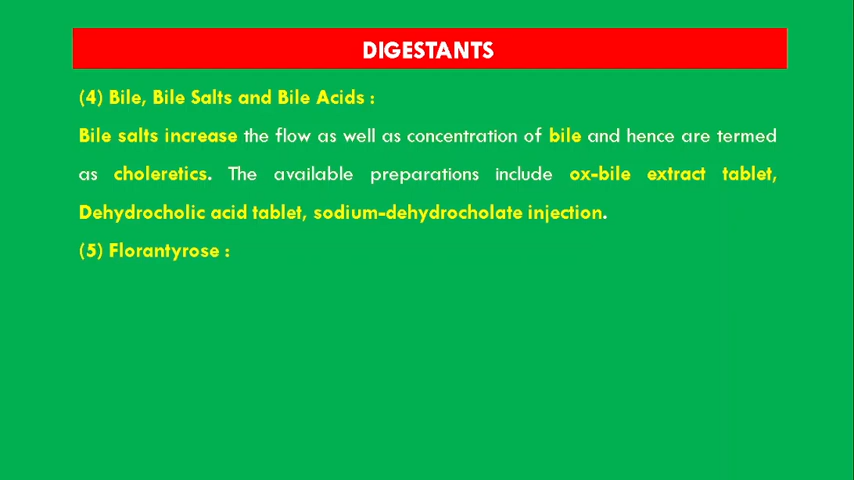 DIGESTANTS
(4) Bile, Bile Salts and Bile Acids :
Bile salts increase the flow as well as concentration of bile and hence are termed
as choleretics. The available preparations include ox-bile extract tablet,
Dehydrocholic acid tablet, sodium-dehydrocholate injection.
(5) Florantyrose :